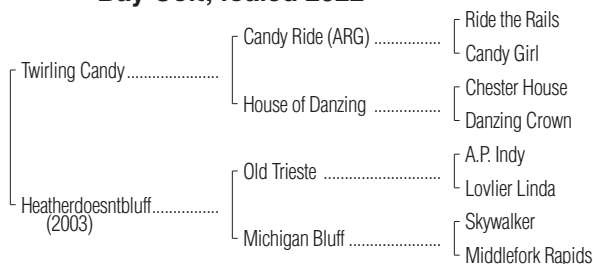 Bay Colt; foaled 2022
Ride the Rails
Candy Ride (ARG) ................
Candy Girl
Twirling Candy ......................
Chester House
House of Danzing ................
Danzing Crown
A.P. Indy
Old Trieste ............................
Lovlier Linda
Heatherdoesntbluff................
(2003)
Skywalker
Michigan Bluff ......................
Middlefork Rapids